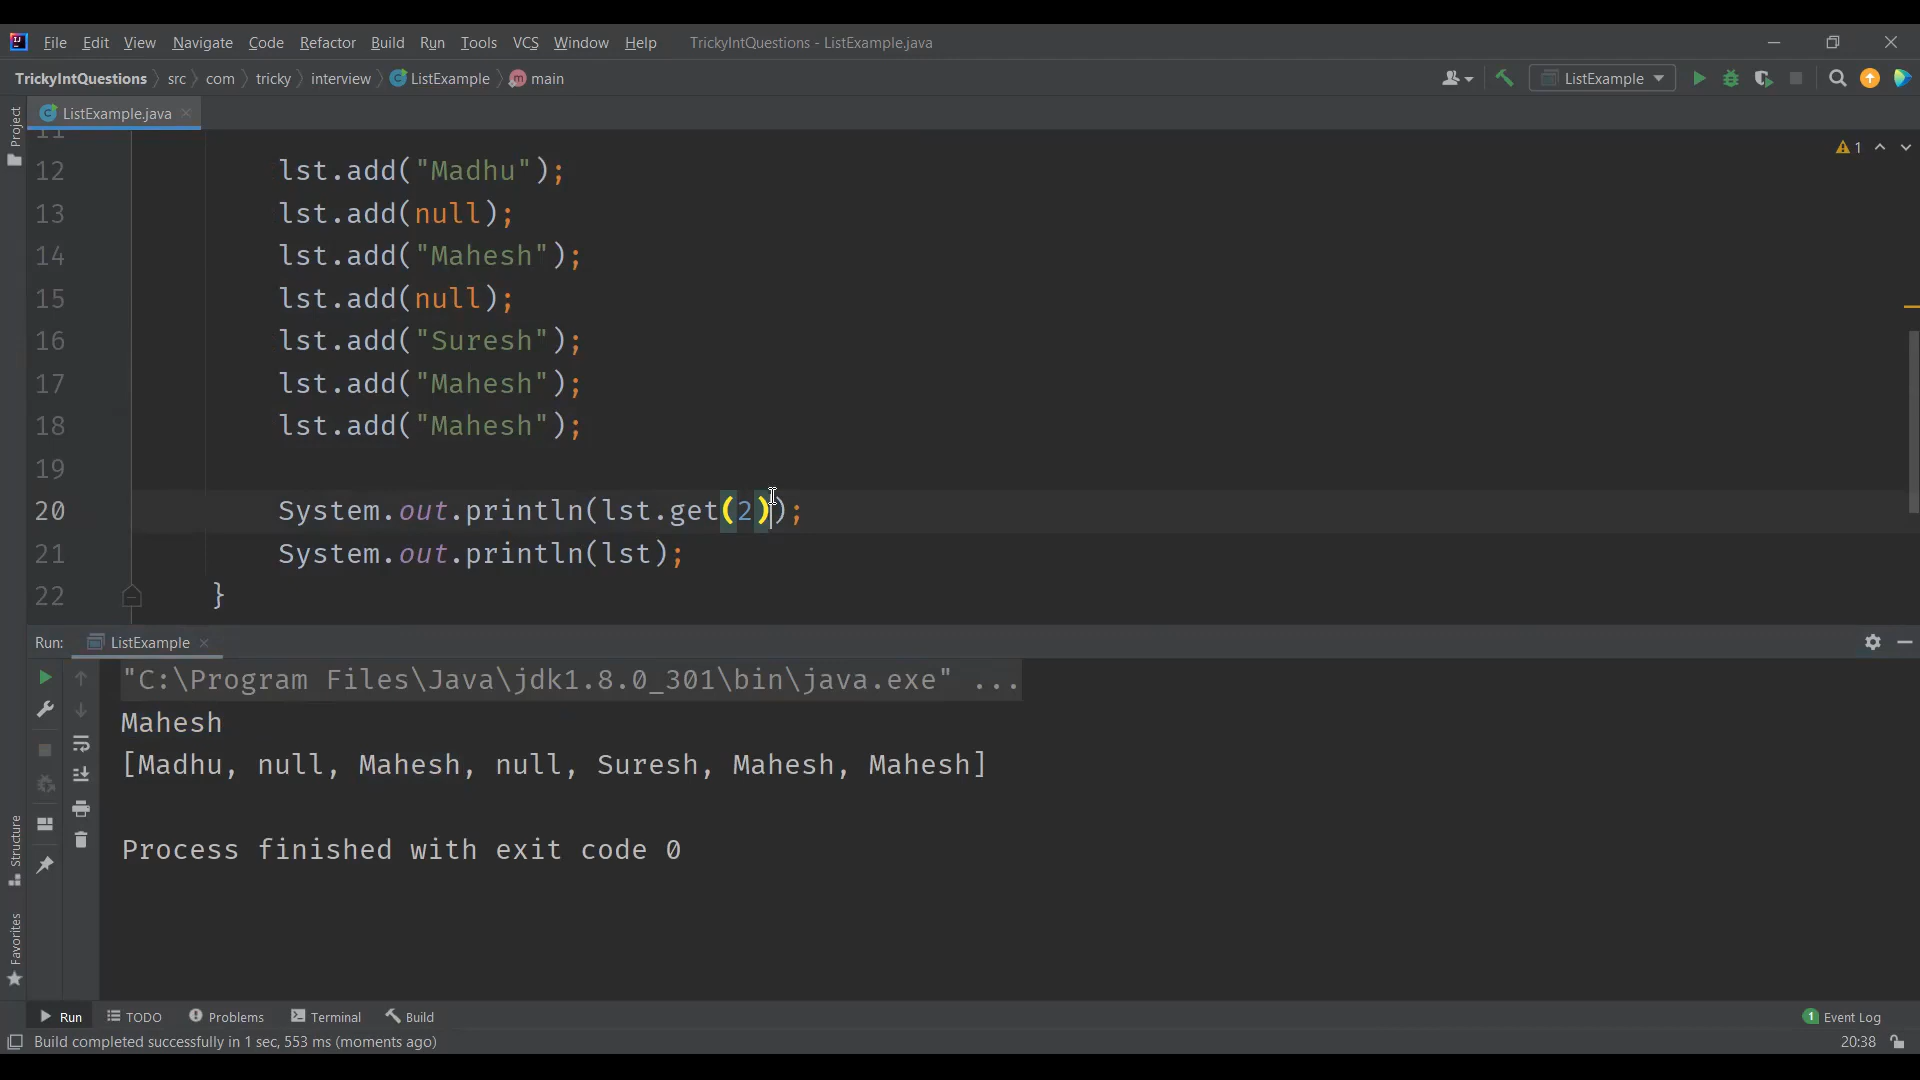 File Edit View Navigate Code Refactor Build Run Tools VCS Window Help TrickyIntQuestions - ListExample.java
TrickyIntQuestions src com tricky interview ListExample main ListExample
Project
ListExample.java
11
1
12 lst.add("Madhu");
13 lst.add(null);
14 lst.add("Mahesh");
15 lst.add(null);
16 lst.add("Suresh");
17 lst.add("Mahesh");
18 lst.add("Mahesh");
19
20 System.out.println(lst.get(2));
21 System.out.println(lst);
22 }
Run: ListExample
"C:\Program Files\Java\jdk1.8.0_301\bin\java.exe" ...
Mahesh
[Madhu, null, Mahesh, null, Suresh, Mahesh, Mahesh]
Process finished with exit code 0
Structure
Favorites
Run TODO Problems Terminal Build 1 Event Log
Build completed successfully in 1 sec, 553 ms (moments ago) 20:38